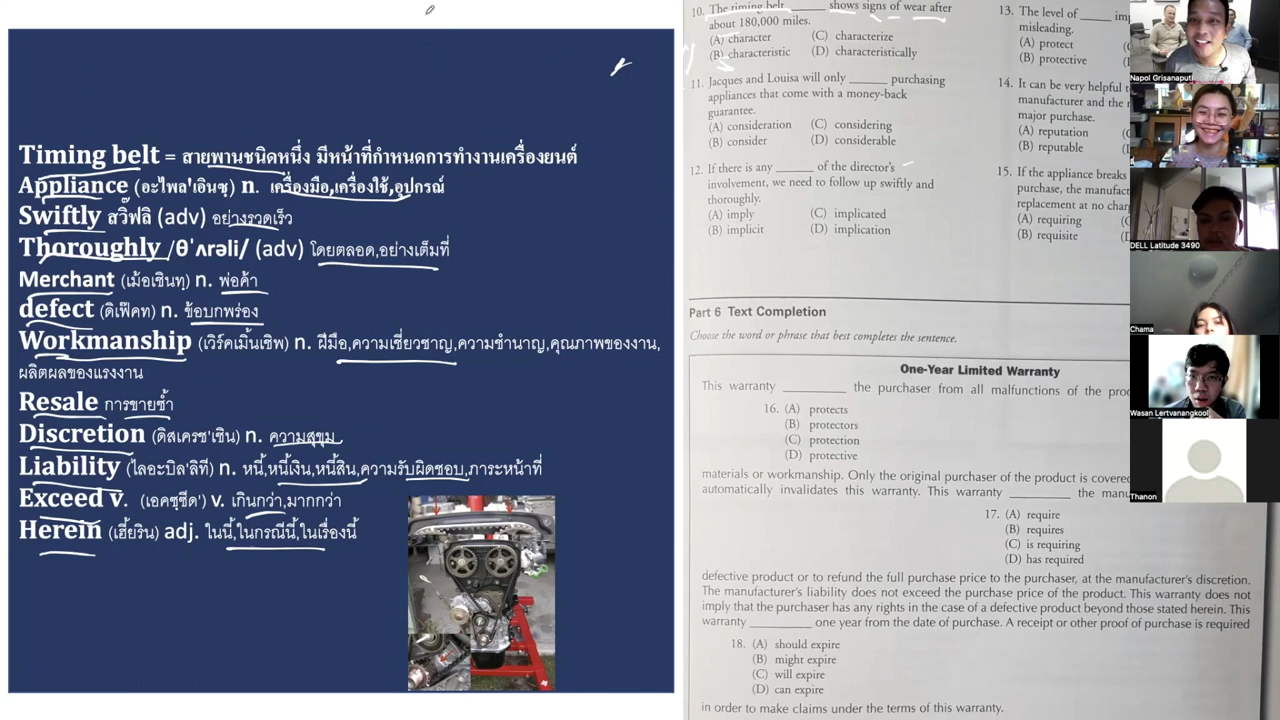 Timing belt = สายพานชนิดหนึ่ง มีหน้าที่กำหนดการทำงานเครื่องยนต์
Appliance (อะไพล'เอินซฺ) n. เครื่องมือ,เครื่องใช้,อุปกรณ์
Swiftly สวิ๊ฟลิ (adv) อย่างรวดเร็ว
Thoroughly /θˈʌrəli/ (adv) โดยตลอด,อย่างเต็มที่
Merchant (เม้อเชินทฺ) n. พ่อค้า
defect (ดิเฟ็คท) n. ข้อบกพร่อง
Workmanship (เวิร์คเมิ้นเชิพ) n. ฝีมือ,ความเชี่ยวชาญ,ความชำนาญ,คุณภาพของงาน,
ผลิตผลของแรงงาน
Resale การขายซ้ำ
Discretion (ดิสเครช'เชิน) n. ความสุขุม
Liability (ไลอะบิล'ลิที) n. หนี้,หนี้เงิน,หนี้สิน,ความรับผิดชอบ,ภาระหน้าที่
Exceed v. (เอคซฺซีด') v. เกินกว่า,มากกว่า
Herein (เฮี้ยริน) adj. ในนี้,ในกรณีนี้,ในเรื่องนี้
10. The timing belt ______ shows signs of wear after
about 180,000 miles.
(A) character (C) characterize
(B) characteristic (D) characteristically
11. Jacques and Louisa will only ______ purchasing
appliances that come with a money-back
guarantee.
(A) consideration (C) considering
(B) consider (D) considerable
12. If there is any ______ of the director's
involvement, we need to follow up swiftly and
thoroughly.
(A) imply (C) implicated
(B) implicit (D) implication
13. The level of _____ imp
misleading.
(A) protect
(B) protective
14. It can be very helpful t
manufacturer and the r
major purchase.
(A) reputation
(B) reputable
15. If the appliance breaks
purchase, the manufact
replacement at no char
(A) requiring
(B) requisite
Part 6 Text Completion
Choose the word or phrase that best completes the sentence.
One-Year Limited Warranty
This warranty __________ the purchaser from all malfunctions of the prod
16. (A) protects
(B) protectors
(C) protection
(D) protective
materials or workmanship. Only the original purchaser of the product is covered
automatically invalidates this warranty. This warranty __________ the manu
17. (A) require
(B) requires
(C) is requiring
(D) has required
defective product or to refund the full purchase price to the purchaser, at the manufacturer's discretion.
The manufacturer's liability does not exceed the purchase price of the product. This warranty does not
imply that the purchaser has any rights in the case of a defective product beyond those stated herein. This
warranty __________ one year from the date of purchase. A receipt or other proof of purchase is required
18. (A) should expire
(B) might expire
(C) will expire
(D) can expire
in order to make claims under the terms of this warranty.
Napol Grisanaputi
DELL Latitude 3490
Chama
Wasan Lertvanangkool
Thanon